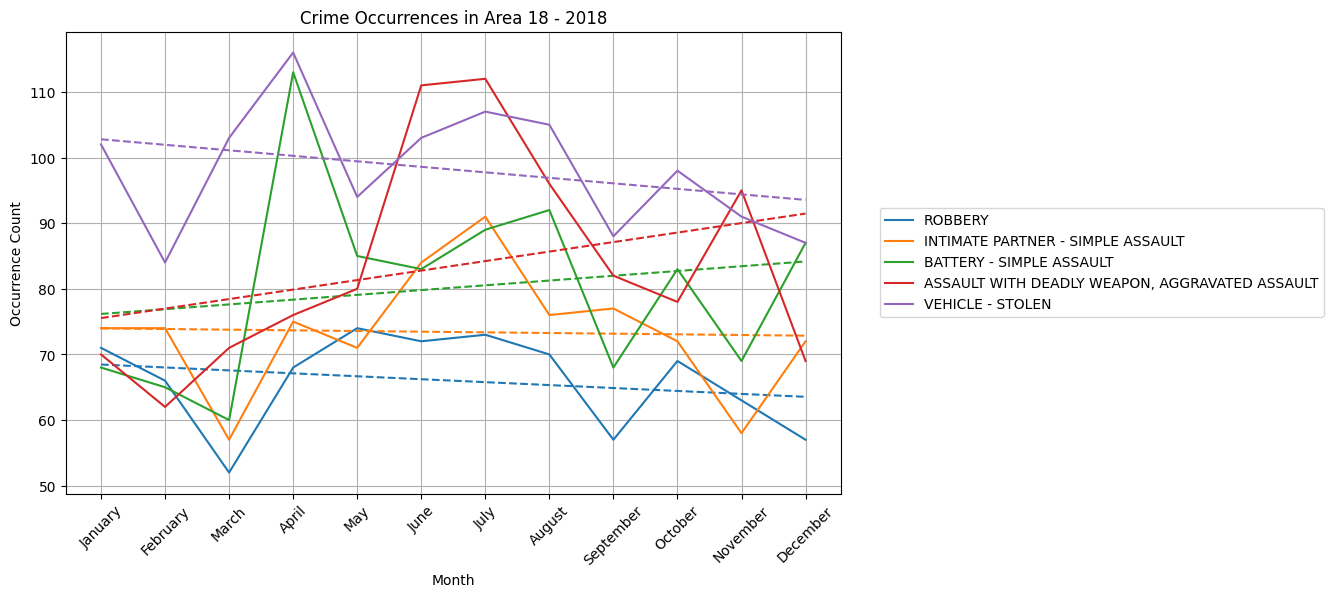 Crime Occurrences in Area 18 - 2018
Occurrence Count
110
100
90
80
70
60
50
January
February
March
April
May
June
July
August
September
October
November
December
Month
ROBBERY
INTIMATE PARTNER - SIMPLE ASSAULT
BATTERY - SIMPLE ASSAULT
ASSAULT WITH DEADLY WEAPON, AGGRAVATED ASSAULT
VEHICLE - STOLEN